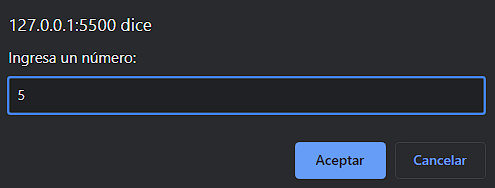 127.0.0.1:5500 dice
Ingresa un número:
5
Aceptar
Cancelar